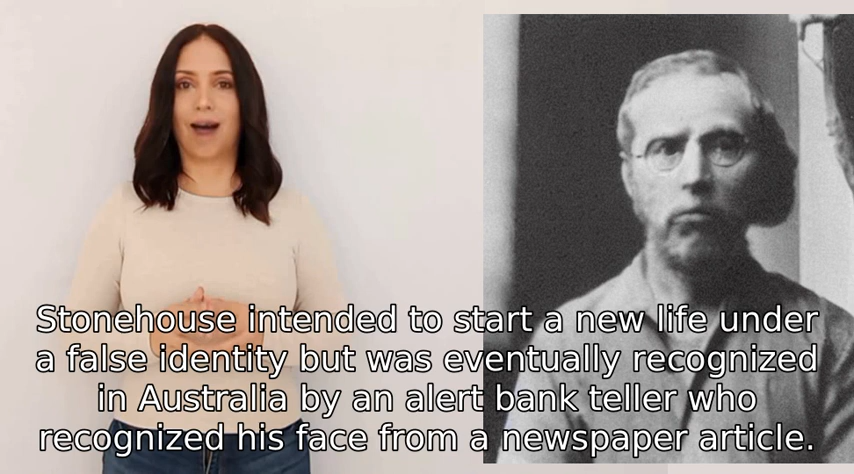 Stonehouse intended to start a new life under
a false identity but was eventually recognized
in Australia by an alert bank teller who
recognized his face from a newspaper article.